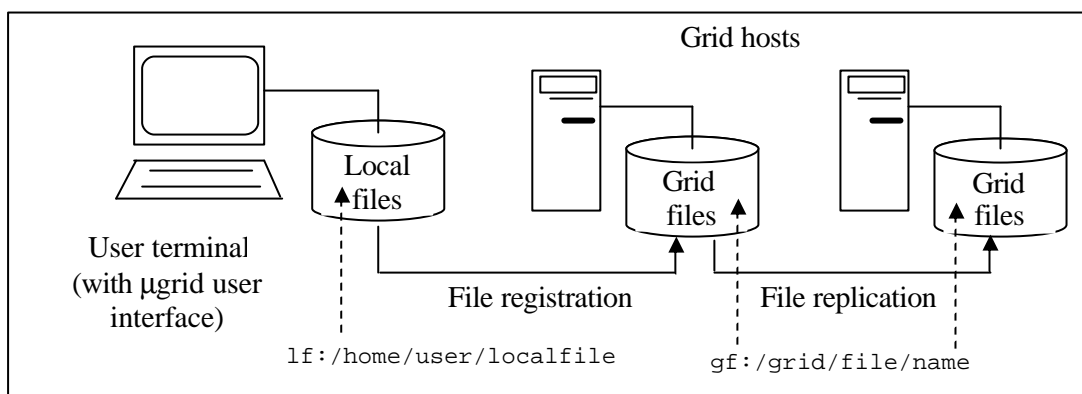 Grid hosts
Local
files
Grid
files
Grid
files
User terminal
(with μgrid user
interface)
File registration
File replication
lf:/home/user/localfile
gf:/grid/file/name